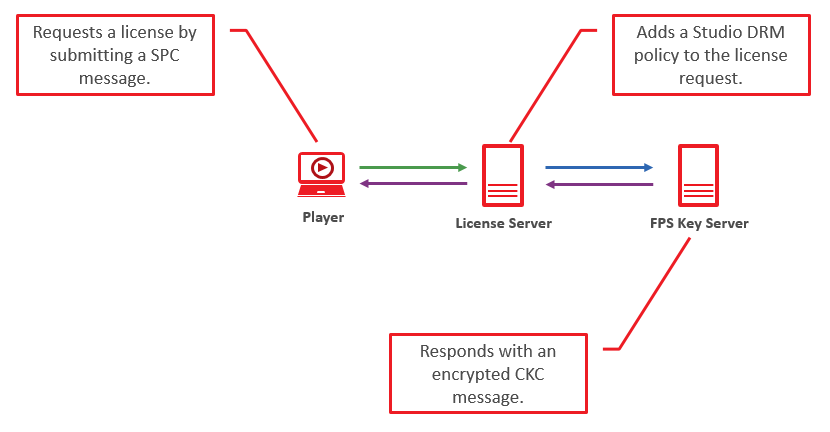 Requests a license by
submitting a SPC
message.
Adds a Studio DRM
policy to the license
request.
Player
License Server
FPS Key Server
Responds with an
encrypted CKC
message.